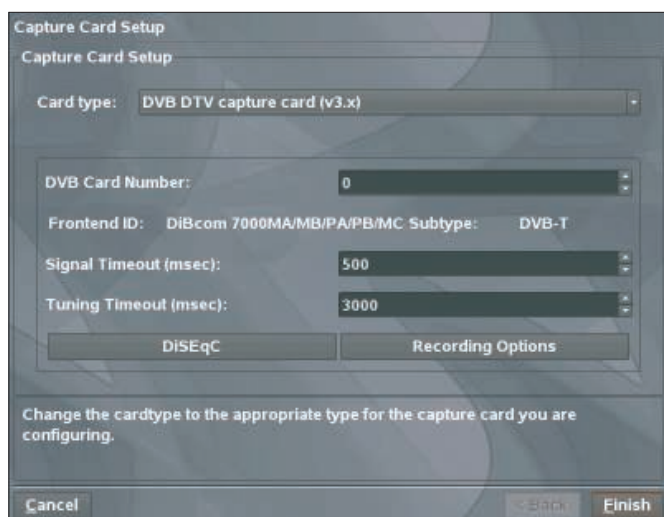 Capture Card Setup
Capture Card Setup
Card type: DVB DTV capture card (v3.x)
DVB Card Number: 0
Frontend ID: DiBcom 7000MA/MB/PA/PB/MC Subtype: DVB-T
Signal Timeout (msec): 500
Tuning Timeout (msec): 3000
DiSEqC Recording Options
Change the cardtype to the appropriate type for the capture card you are
configuring.
Cancel < Back Finish